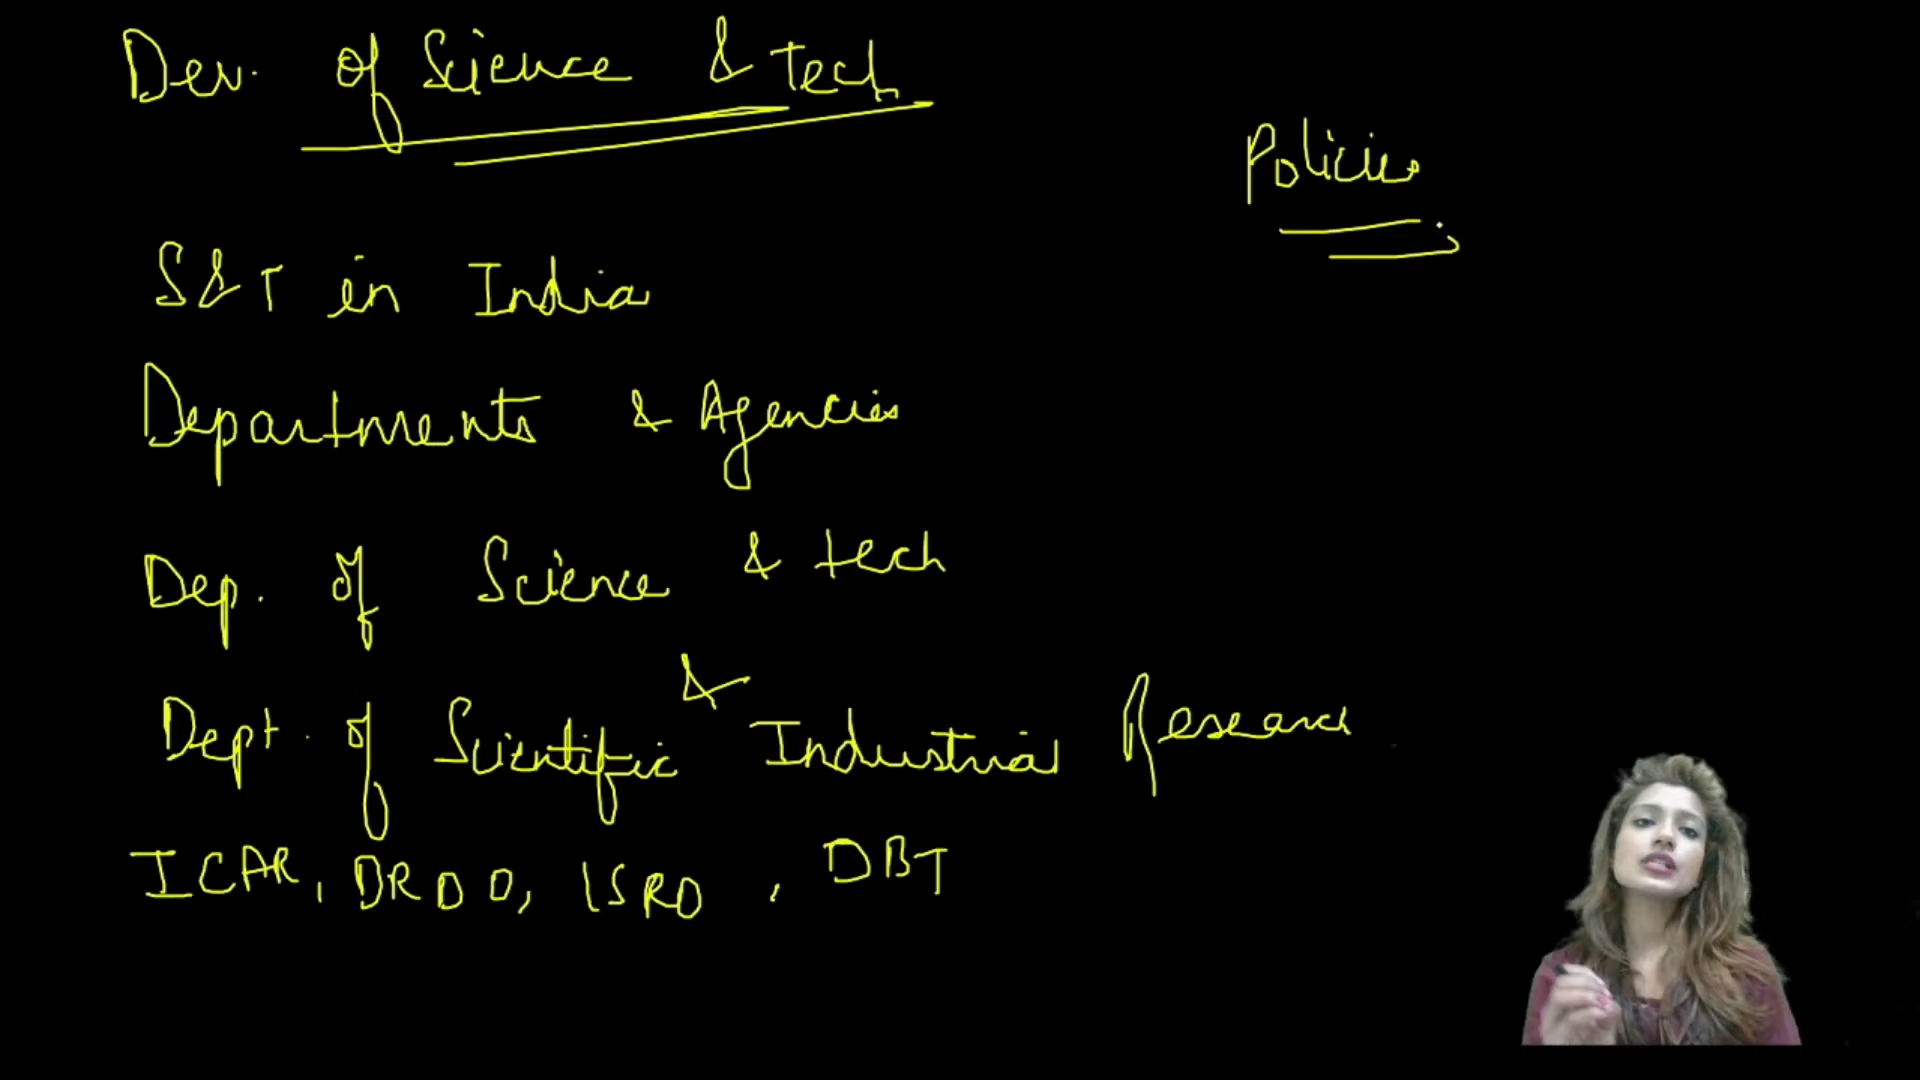 Dev. of Science & Tech
Policies
S&T in India
Departments & Agencies
Dep. of Science & tech
Dept. of Scientific & Industrial Research
ICAR, DRDO, ISRO, DBT